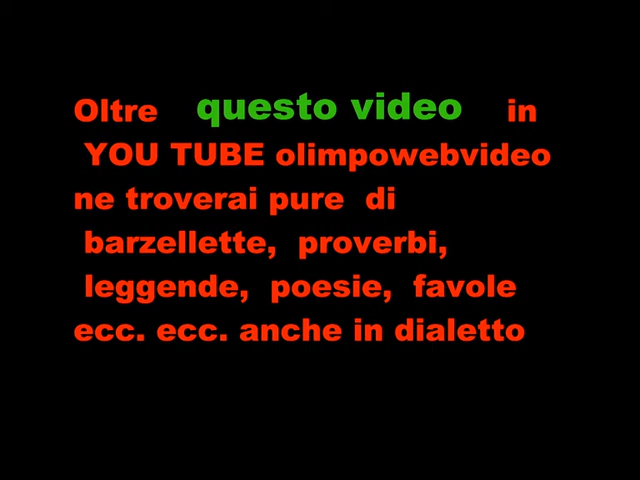 Oltre questo video in
YOU TUBE olimpowebvideo
ne troverai pure di
barzellette, proverbi,
leggende, poesie, favole
ecc. ecc. anche in dialetto